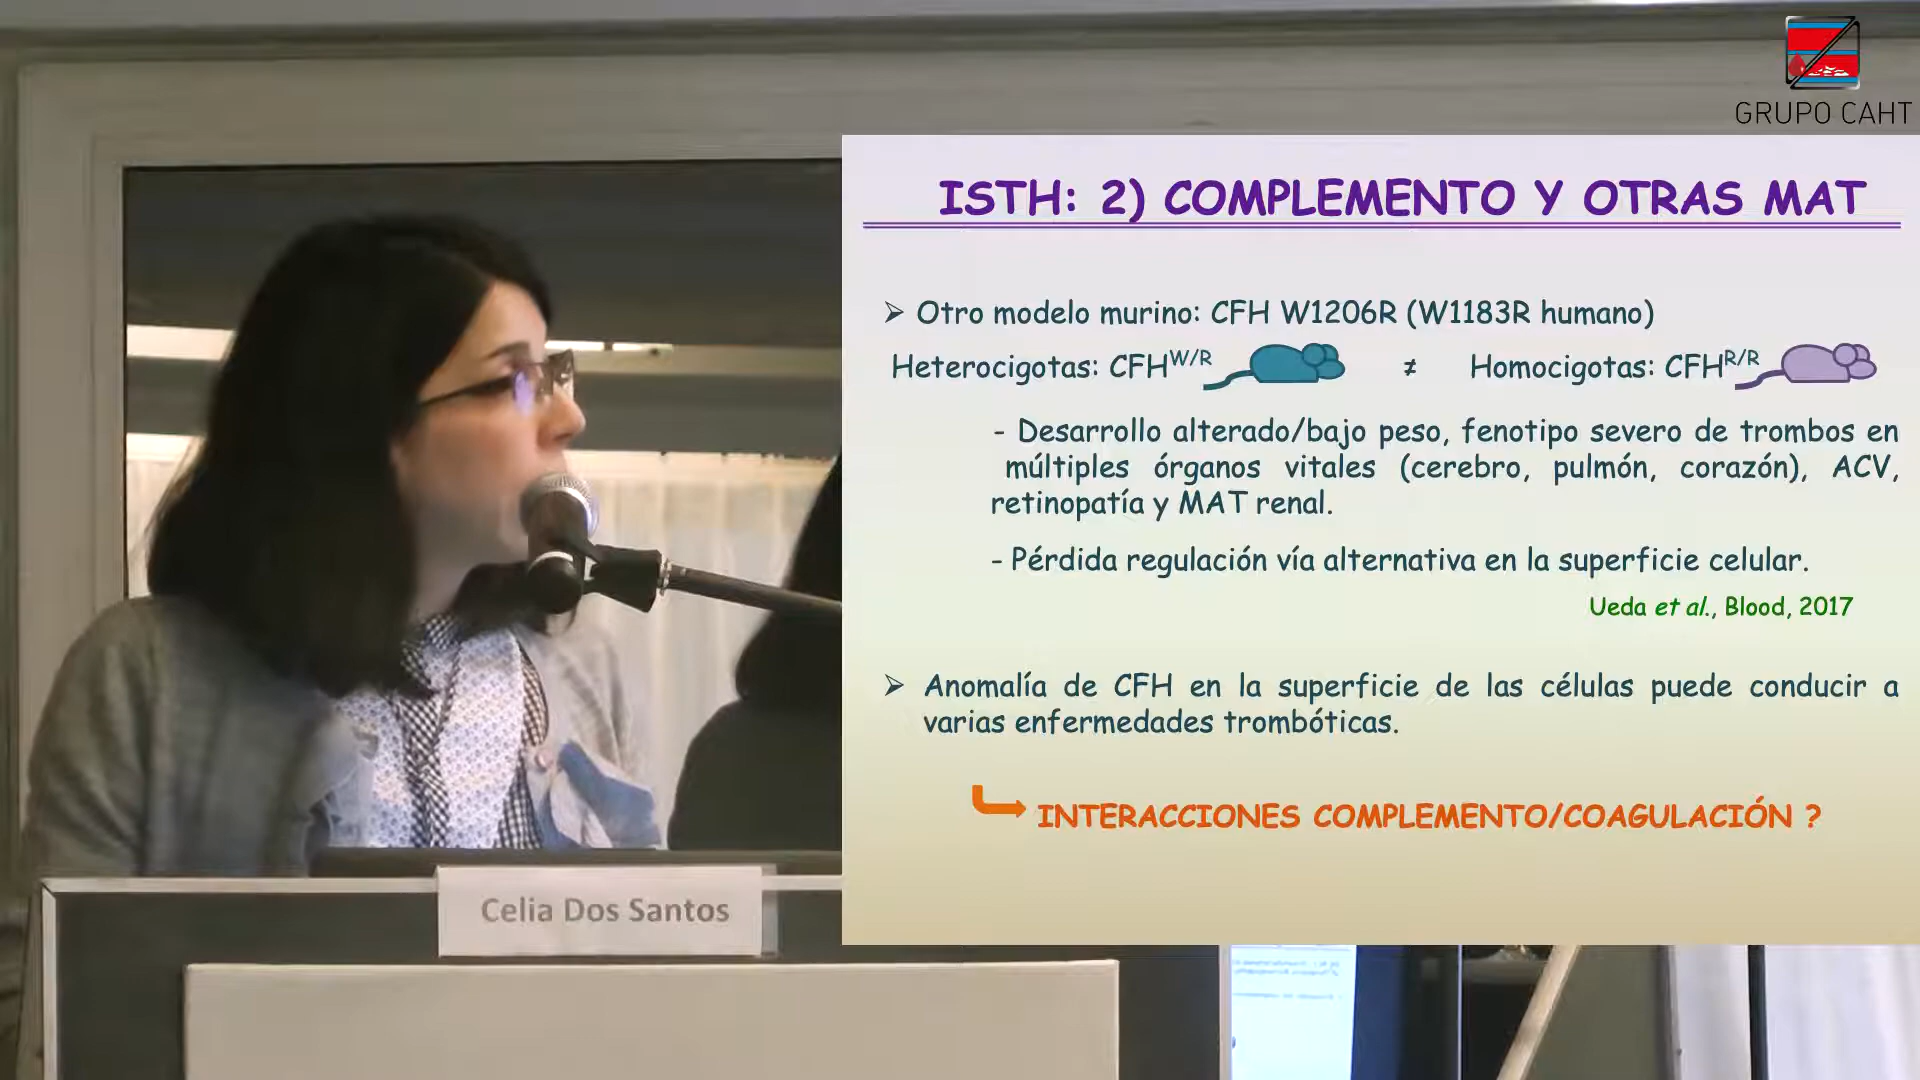 GRUPO CAHT
ISTH: 2) COMPLEMENTO Y OTRAS MAT
➢ Otro modelo murino: CFH W1206R (W1183R humano)
Heterocigotas: CFHW/R ≠ Homocigotas: CFHR/R
- Desarrollo alterado/bajo peso, fenotipo severo de trombos en
múltiples órganos vitales (cerebro, pulmón, corazón), ACV,
retinopatía y MAT renal.
- Pérdida regulación vía alternativa en la superficie celular.
Ueda et al., Blood, 2017
➢ Anomalía de CFH en la superficie de las células puede conducir a
varias enfermedades trombóticas.
INTERACCIONES COMPLEMENTO/COAGULACIÓN ?
Celia Dos Santos